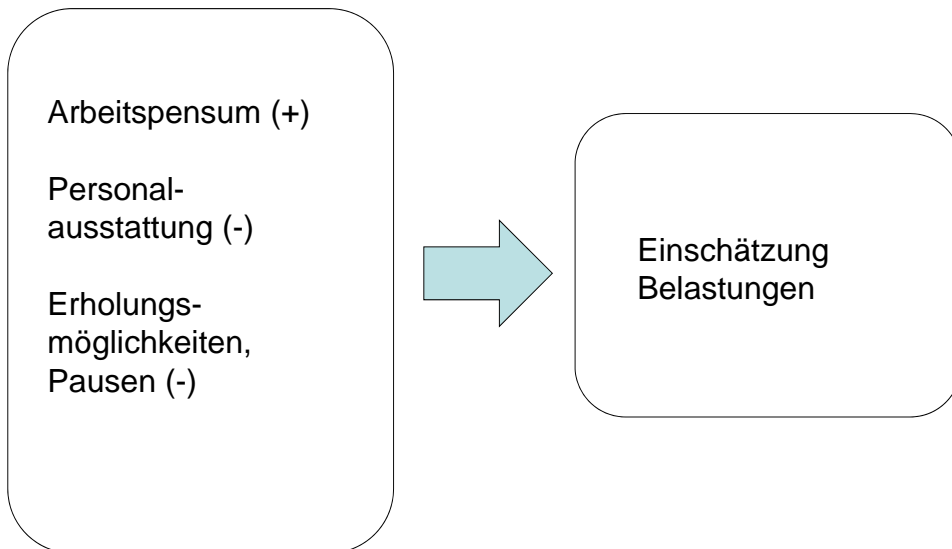 Arbeitspensum (+)
Personal-
ausstattung (-)
Erholungs-
möglichkeiten,
Pausen (-)
Einschätzung
Belastungen